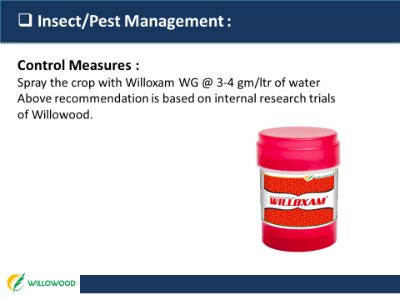 ❑ Insect/Pest Management :
Control Measures :
Spray the crop with Willoxam WG @ 3-4 gm/ltr of water
Above recommendation is based on internal research trials
of Willowood.
WILLOXAM
WILLOWOOD